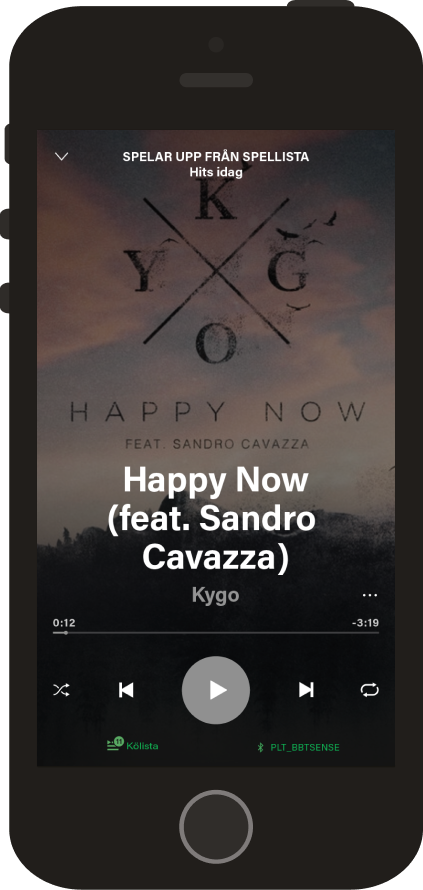 SPELAR UPP FRÅN SPELLISTA
Hits idag
K
Y G
O
HAPPY NOW
FEAT. SANDRO CAVAZZA
Happy Now
(feat. Sandro
Cavazza)
Kygo
0:12 -3:19
11 Kölista PLT_BBTSENSE